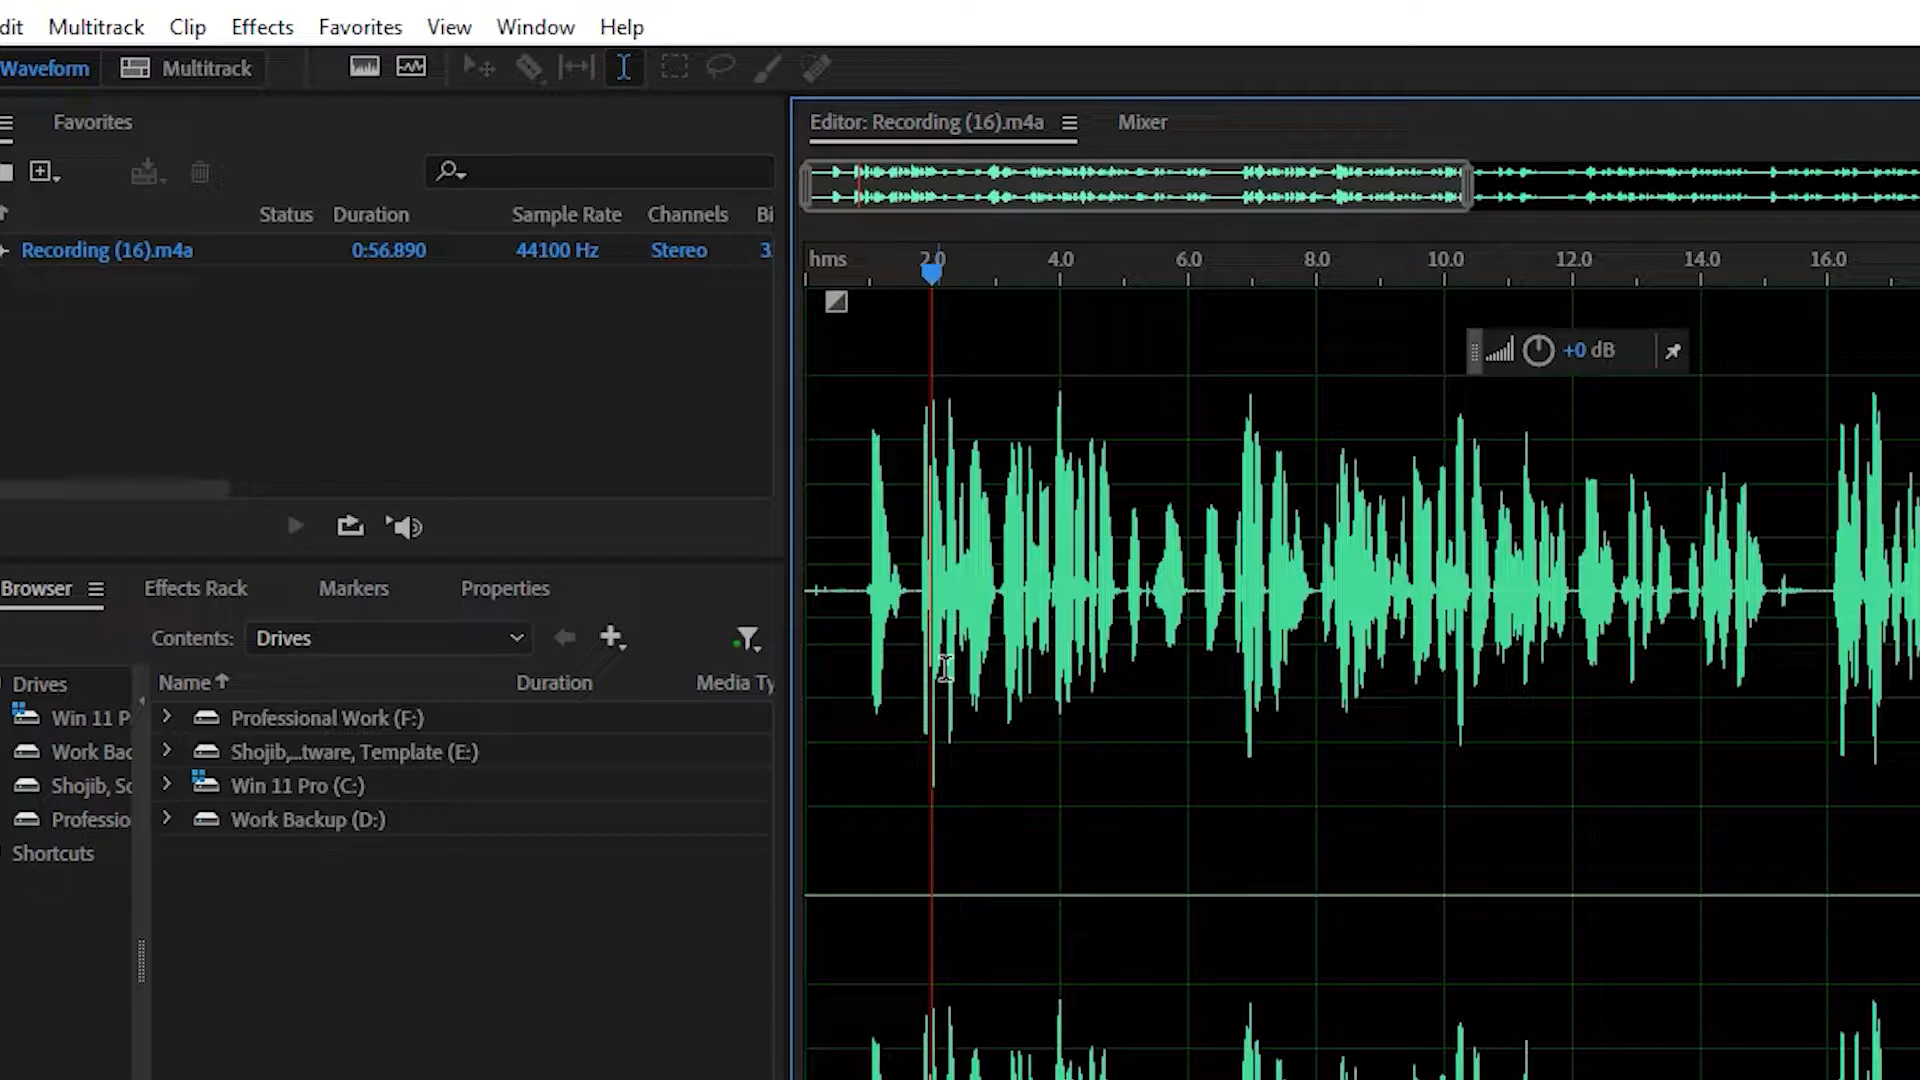 dit Multitrack Clip Effects Favorites View Window Help
Waveform Multitrack
Favorites
Editor: Recording (16).m4a Mixer
Status Duration Sample Rate Channels Bi
Recording (16).m4a 0:56.890 44100 Hz Stereo 3
hms 2.0 4.0 6.0 8.0 10.0 12.0 14.0 16.0
+0 dB
Browser Effects Rack Markers Properties
Contents: Drives
Name Duration Media Ty
Drives
Win 11 P
Work Bac
Shojib, Sc
Professio
Shortcuts
Professional Work (F:)
Shojib,...tware, Template (E:)
Win 11 Pro (C:)
Work Backup (D:)